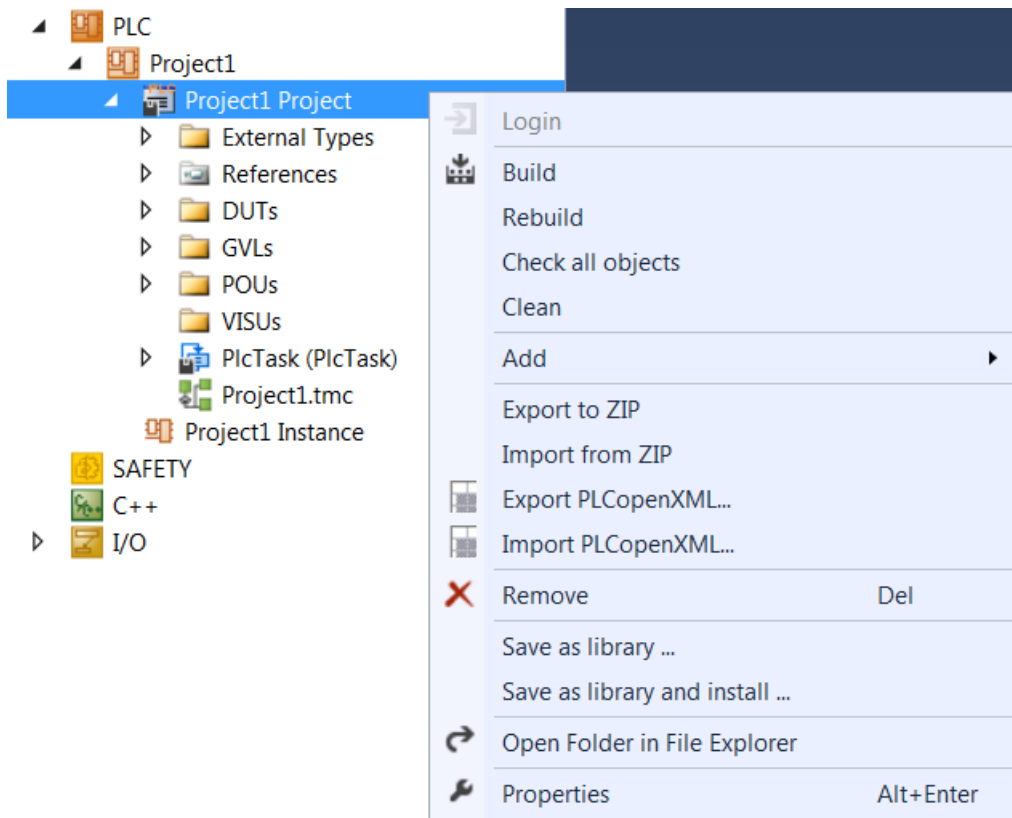 PLC
Project1
Project1 Project
External Types
References
DUTs
GVLs
POUs
VISUs
PlcTask (PlcTask)
Project1.tmc
Project1 Instance
SAFETY
C++
I/O
Login
Build
Rebuild
Check all objects
Clean
Add
Export to ZIP
Import from ZIP
Export PLCopenXML...
Import PLCopenXML...
Remove Del
Save as library ...
Save as library and install ...
Open Folder in File Explorer
Properties Alt+Enter